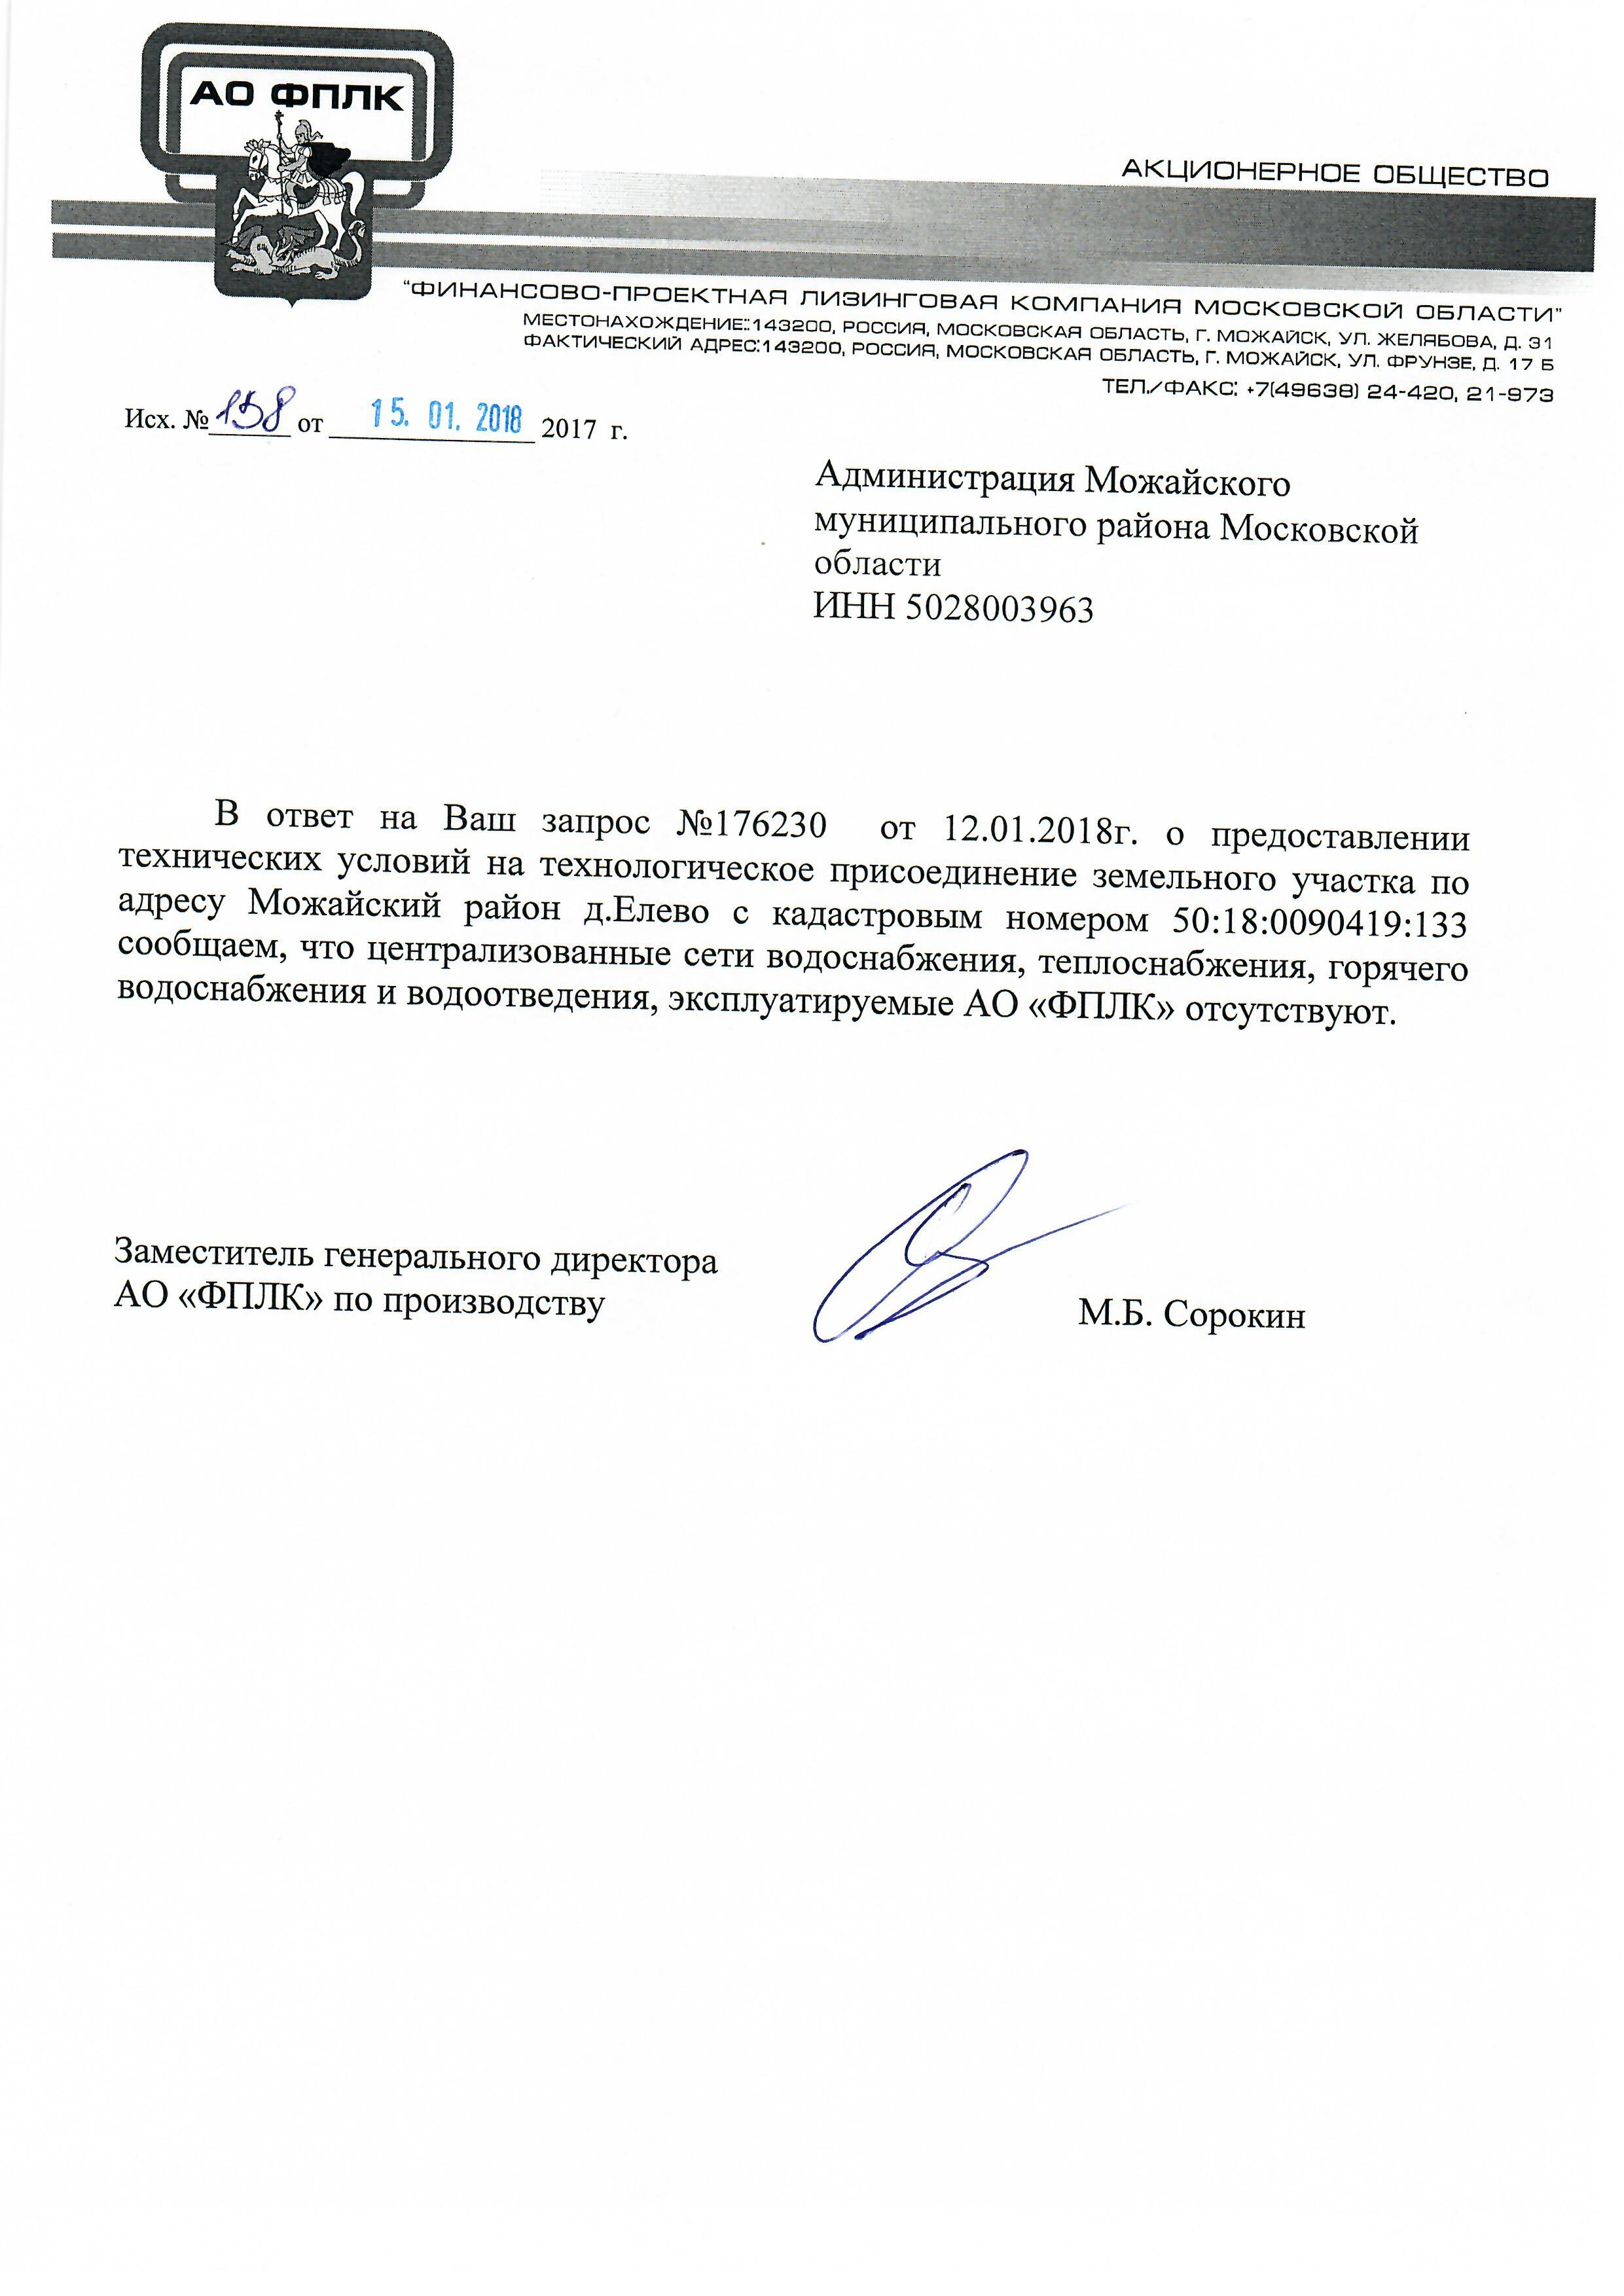 АО ФПЛК
АКЦИОНЕРНОЕ ОБЩЕСТВО
"ФИНАНСОВО-ПРОЕКТНАЯ ЛИЗИНГОВАЯ КОМПАНИЯ МОСКОВСКОЙ ОБЛАСТИ"
МЕСТОНАХОЖДЕНИЕ::143200, РОССИЯ, МОСКОВСКАЯ ОБЛАСТЬ, Г. МОЖАЙСК, УЛ. ЖЕЛЯБОВА, Д. 31
ФАКТИЧЕСКИЙ АДРЕС:143200, РОССИЯ, МОСКОВСКАЯ ОБЛАСТЬ, Г. МОЖАЙСК, УЛ. ФРУНЗЕ, Д. 17 Б
ТЕЛ./ФАКС: +7(49638) 24-420, 21-973
Исх. № 158 от 15. 01. 2018 2017 г.
Администрация Можайского
муниципального района Московской
области
ИНН 5028003963
В ответ на Ваш запрос №176230 от 12.01.2018г. о предоставлении
технических условий на технологическое присоединение земельного участка по
адресу Можайский район д.Елево с кадастровым номером 50:18:0090419:133
сообщаем, что централизованные сети водоснабжения, теплоснабжения, горячего
водоснабжения и водоотведения, эксплуатируемые АО «ФПЛК» отсутствуют.
Заместитель генерального директора
АО «ФПЛК» по производству
М.Б. Сорокин